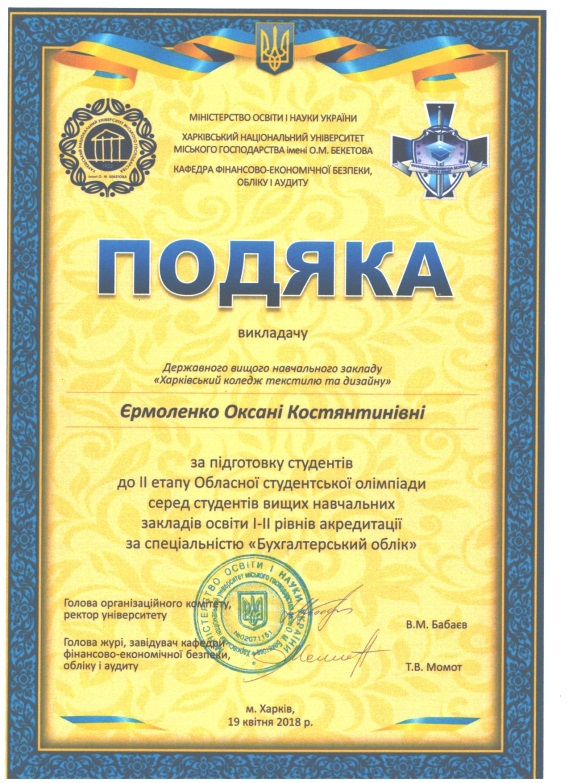 МІНІСТЕРСТВО ОСВІТИ І НАУКИ УКРАЇНИ
ХАРКІВСЬКИЙ НАЦІОНАЛЬНИЙ УНІВЕРСИТЕТ
МІСЬКОГО ГОСПОДАРСТВА імені О.М. БЕКЕТОВА
КАФЕДРА ФІНАНСОВО-ЕКОНОМІЧНОЇ БЕЗПЕКИ,
ОБЛІКУ І АУДИТУ
ПОДЯКА
викладачу
Державного вищого навчального закладу
«Харківський коледж текстилю та дизайну»
Єрмоленко Оксані Костянтинівні
за підготовку студентів
до ІІ етапу Обласної студентської олімпіади
серед студентів вищих навчальних
закладів освіти І-ІІ рівнів акредитації
за спеціальністю «Бухгалтерський облік»
Голова організаційного комітету,
ректор університету
В.М. Бабаєв
Голова журі, завідувач кафедри
фінансово-економічної безпеки,
обліку і аудиту
Т.В. Момот
м. Харків,
19 квітня 2018 р.